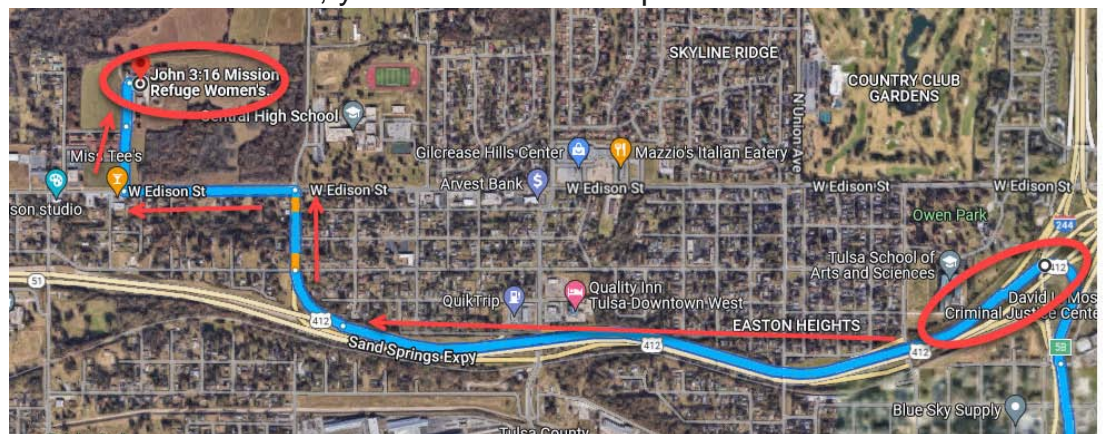 SKYLINE RIDGE
John 3:16 Mission
Refuge Women's.
COUNTRY CLUB
GARDENS
Central High School
N Union Ave
Miss Tee's
Gilcrease Hills Center
Mazzio's Italian Eatery
W Edison St
W Edison St
Arvest Bank
W Edison St
W Edison St
W Edison St
son studio
Owen Park
244
412
Tulsa School of
Arts and Sciences
51
QuikTrip
Quality Inn
Tulsa-Downtown West
David L. Mos
Criminal Justice Cente
412
EASTON HEIGHTS
Sand Springs Expy
412
412
5B
Blue Sky Supply
Tulsa County